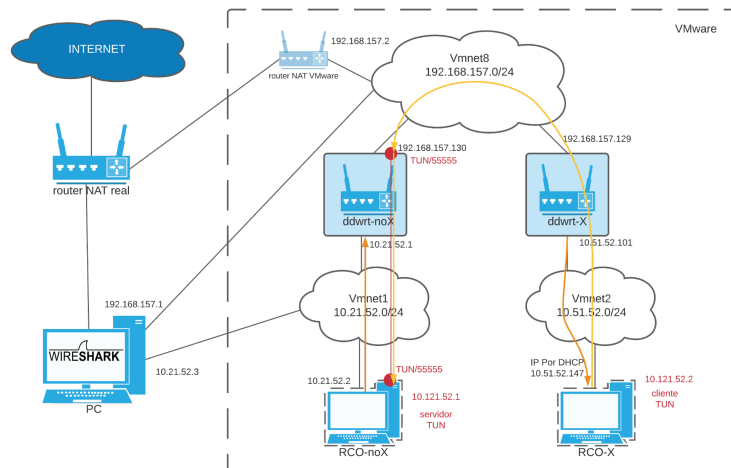 VMware
INTERNET
192.168.157.2
router NAT VMware
Vmnet8
192.168.157.0/24
192.168.157.130
TUN/55555
192.168.157.129
router NAT real
ddwrt-noX
ddwrt-X
10.21.52.1
10.51.52.101
Vmnet1
10.21.52.0/24
Vmnet2
10.51.52.0/24
192.168.157.1
WIRESHARK
10.21.52.3
PC
TUN/55555
10.21.52.2
10.121.52.1
servidor
TUN
RCO-noX
IP Por DHCP
10.51.52.147
10.121.52.2
cliente
TUN
RCO-X